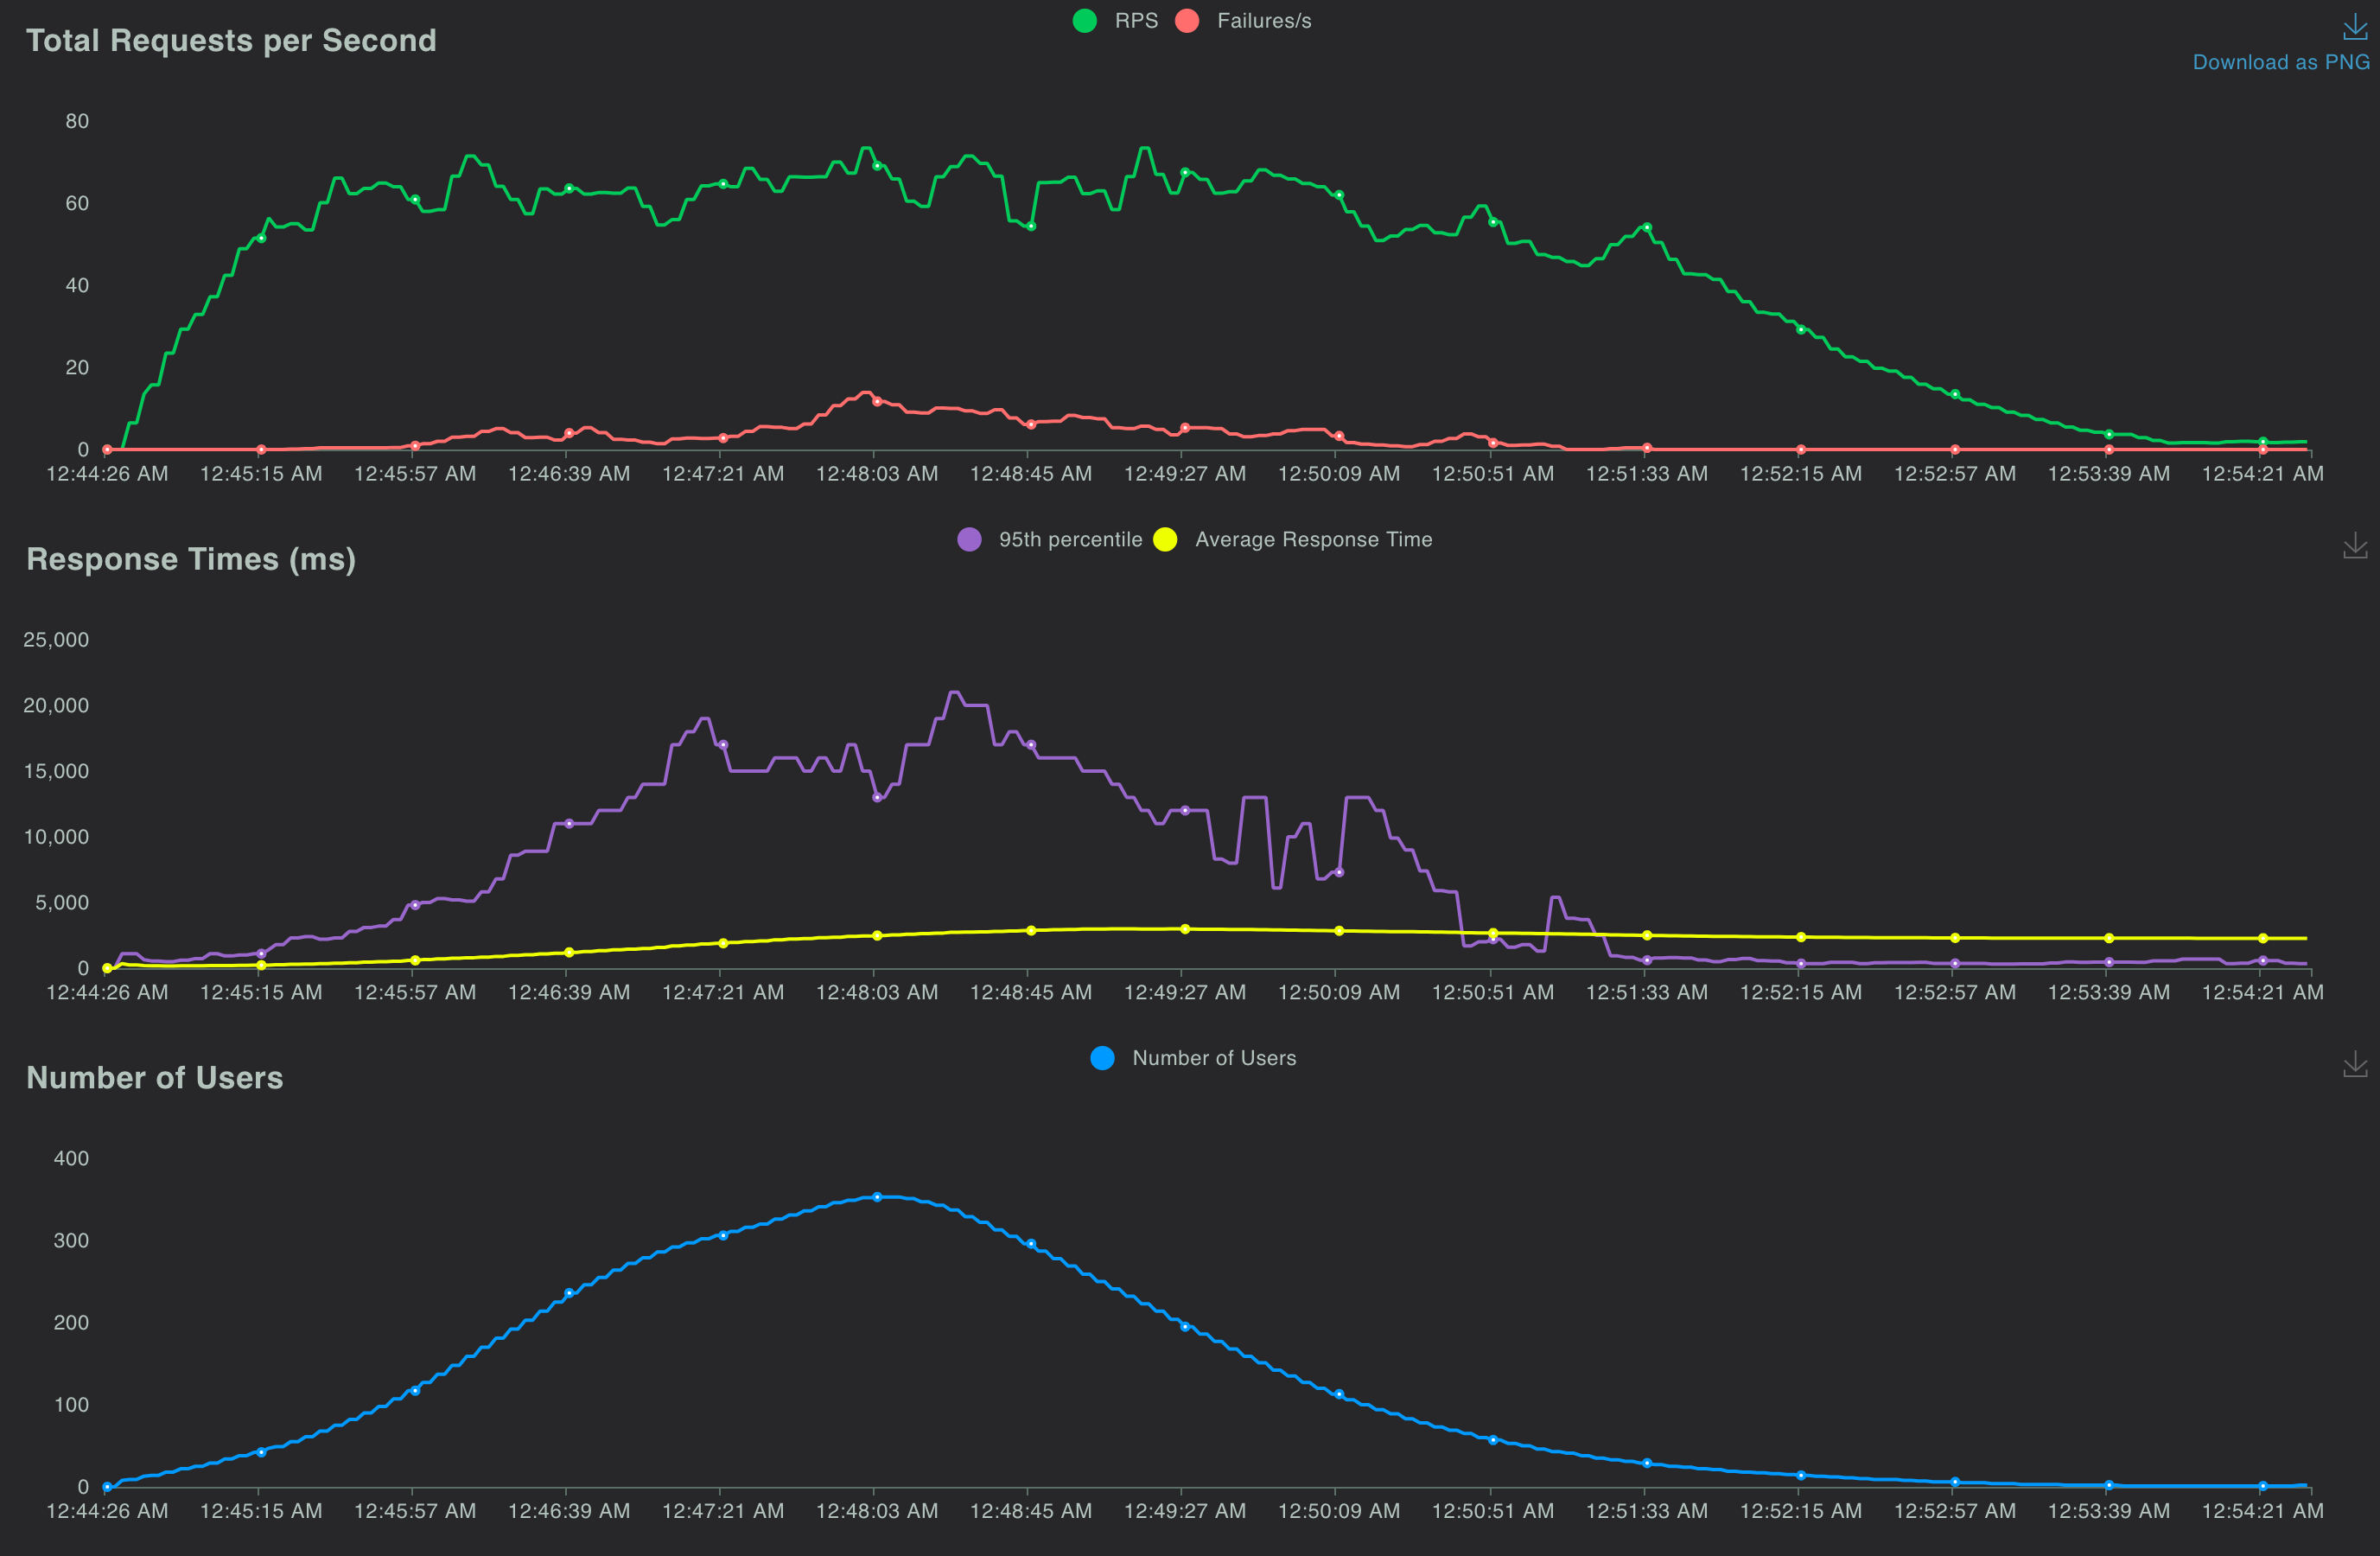 RPS Failures/s
Total Requests per Second
Download as PNG
80
60
40
20
0
12:44:26 AM 12:45:15 AM 12:45:57 AM 12:46:39 AM 12:47:21 AM 12:48:03 AM 12:48:45 AM 12:49:27 AM 12:50:09 AM 12:50:51 AM 12:51:33 AM 12:52:15 AM 12:52:57 AM 12:53:39 AM 12:54:21 AM
95th percentile Average Response Time
Response Times (ms)
25,000
20,000
15,000
10,000
5,000
0
12:44:26 AM 12:45:15 AM 12:45:57 AM 12:46:39 AM 12:47:21 AM 12:48:03 AM 12:48:45 AM 12:49:27 AM 12:50:09 AM 12:50:51 AM 12:51:33 AM 12:52:15 AM 12:52:57 AM 12:53:39 AM 12:54:21 AM
Number of Users
Number of Users
400
300
200
100
0
12:44:26 AM 12:45:15 AM 12:45:57 AM 12:46:39 AM 12:47:21 AM 12:48:03 AM 12:48:45 AM 12:49:27 AM 12:50:09 AM 12:50:51 AM 12:51:33 AM 12:52:15 AM 12:52:57 AM 12:53:39 AM 12:54:21 AM